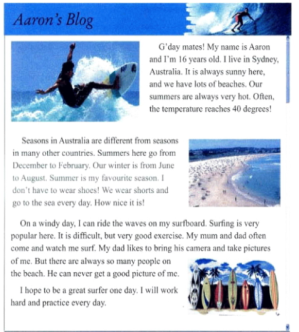 Aaron's Blog
G'day mates! My name is Aaron
and I'm 16 years old. I live in Sydney,
Australia. It is always sunny here,
and we have lots of beaches. Our
summers are always very hot. Often,
the temperature reaches 40 degrees!
Seasons in Australia are different from seasons
in many other countries. Summers here go from
December to February. Our winter is from June
to August. Summer is my favourite season. I
don't have to wear shoes! We wear shorts and
go to the sea every day. How nice it is!
On a windy day, I can ride the waves on my surfboard. Surfing is very
popular here. It is difficult, but very good exercise. My mum and dad often
come and watch me surf. My dad likes to bring his camera and take pictures
of me. But there are always so many people on
the beach. He can never get a good picture of me.
I hope to be a great surfer one day. I will work
hard and practice every day.